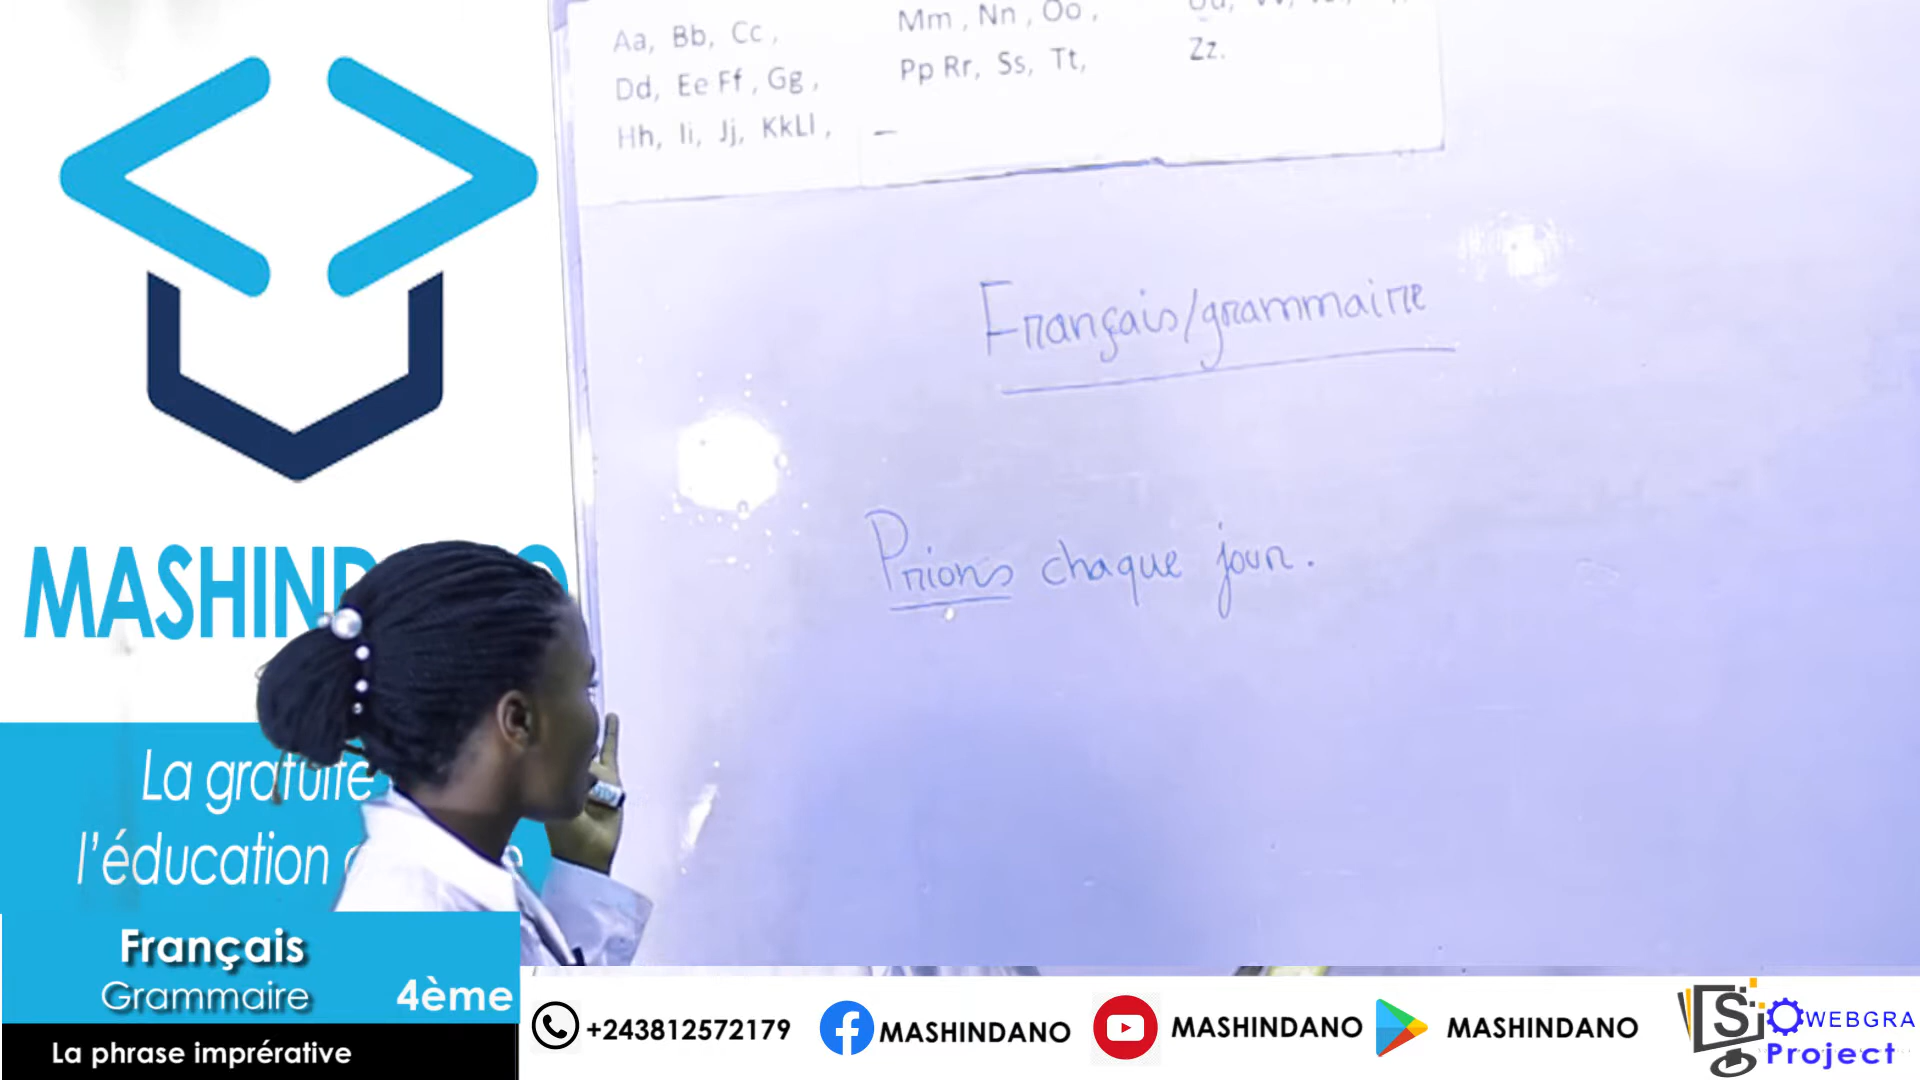 Aa, Bb, Cc,
Dd, Ee Ff, Gg,
Hh, Ii, Jj, KkLl,
Mm, Nn, Oo,
Pp Rr, Ss, Tt,
Zz.
Français/grammaire
Prions chaque jour.
MASHIN
La gratuité
l'éducation
Français
Grammaire
4ème
La phrase imprérative
+243812572179
MASHINDANO
MASHINDANO
MASHINDANO
WEBGRA
Project